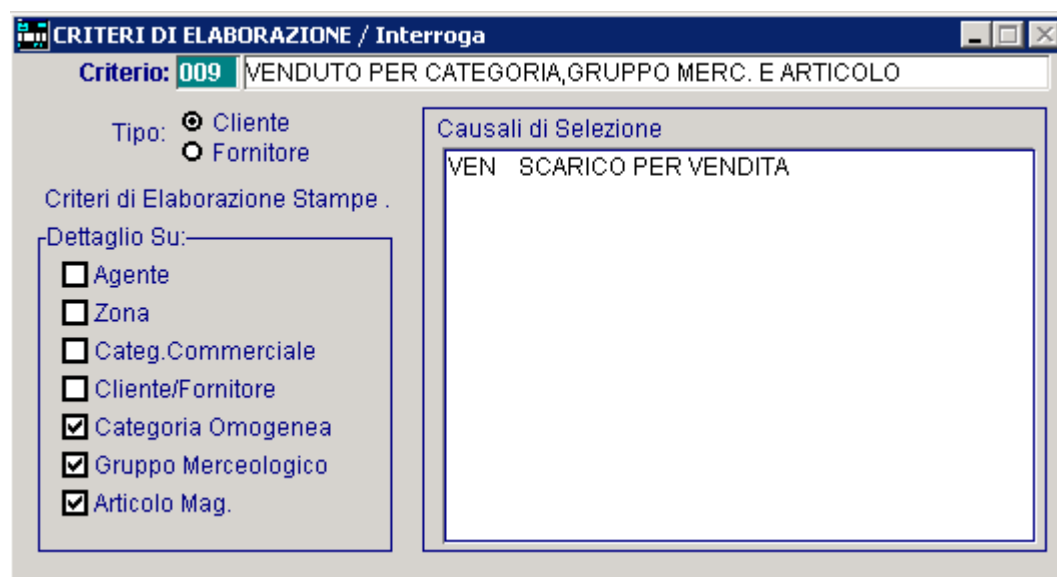 CRITERI DI ELABORAZIONE / Interroga
Criterio: 009 VENDUTO PER CATEGORIA,GRUPPO MERC. E ARTICOLO
Tipo: Cliente
Fornitore
Criteri di Elaborazione Stampe .
Dettaglio Su:
Agente
Zona
Categ.Commerciale
Cliente/Fornitore
Categoria Omogenea
Gruppo Merceologico
Articolo Mag.
Causali di Selezione
VEN SCARICO PER VENDITA